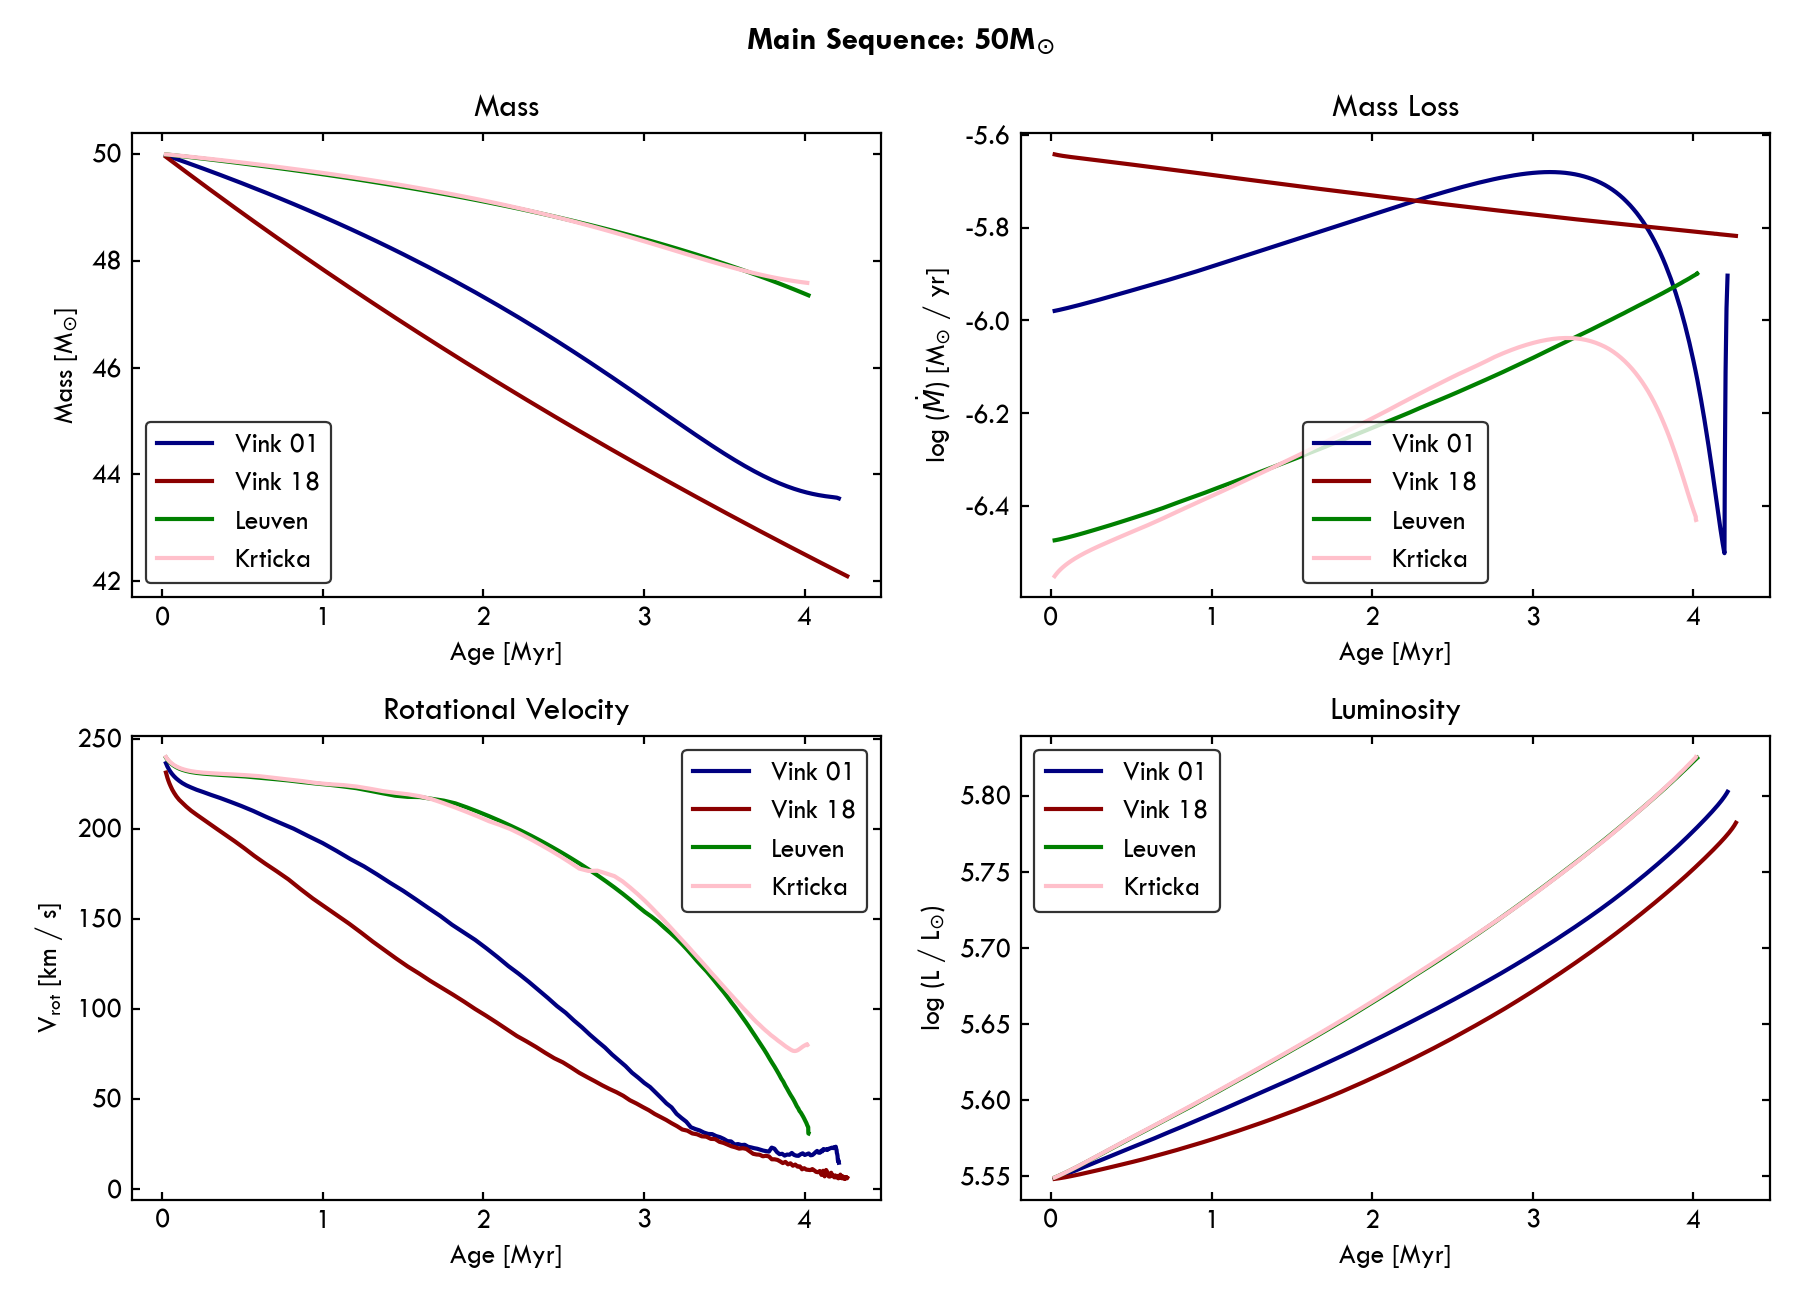 Main Sequence: 50M⊙
Mass
Mass [M⊙]
50
48
46
44
42
Vink 01
Vink 18
Leuven
Krticka
0 1 2 3 4
Age [Myr]
Mass Loss
log (Ṁ) [M⊙ / yr]
-5.6
-5.8
-6.0
-6.2
-6.4
Vink 01
Vink 18
Leuven
Krticka
0 1 2 3 4
Age [Myr]
Rotational Velocity
Vrot [km / s]
250
200
150
100
50
0
Vink 01
Vink 18
Leuven
Krticka
0 1 2 3 4
Age [Myr]
Luminosity
log (L / L⊙)
5.80
5.75
5.70
5.65
5.60
5.55
Vink 01
Vink 18
Leuven
Krticka
0 1 2 3 4
Age [Myr]